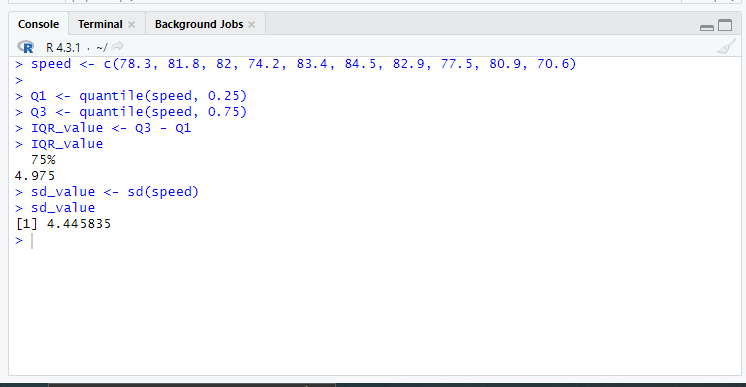 Console Terminal × Background Jobs ×
R R 4.3.1 · ~/
> speed <- c(78.3, 81.8, 82, 74.2, 83.4, 84.5, 82.9, 77.5, 80.9, 70.6)
>
> Q1 <- quantile(speed, 0.25)
> Q3 <- quantile(speed, 0.75)
> IQR_value <- Q3 - Q1
> IQR_value
  75%
4.975
> sd_value <- sd(speed)
> sd_value
[1] 4.445835
>